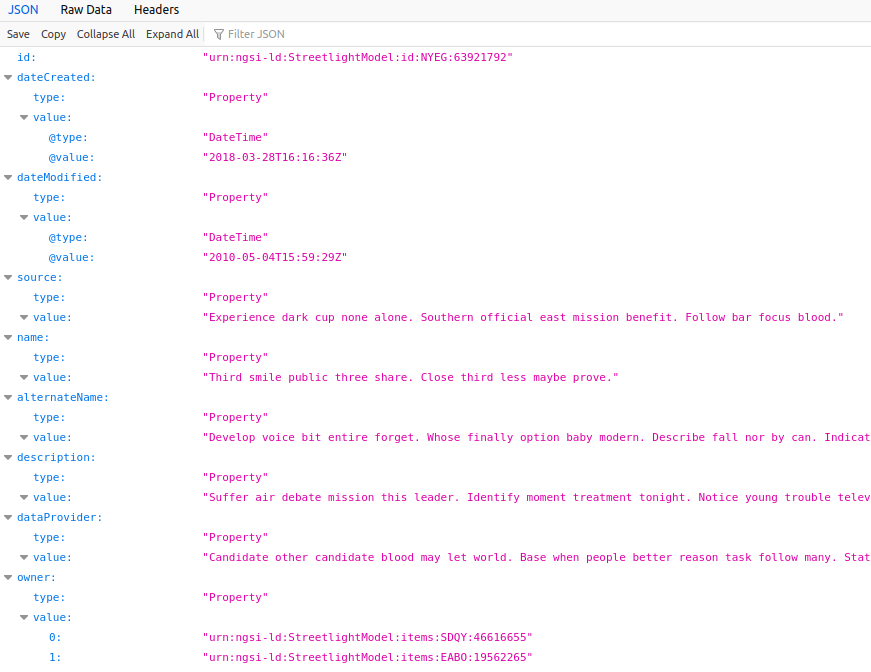 JSON Raw Data Headers
Save Copy Collapse All Expand All Filter JSON
id: "urn:ngsi-ld:StreetlightModel:id:NYEG:63921792"
dateCreated:
type: "Property"
value:
@type: "DateTime"
@value: "2018-03-28T16:16:36Z"
dateModified:
type: "Property"
value:
@type: "DateTime"
@value: "2010-05-04T15:59:29Z"
source:
type: "Property"
value: "Experience dark cup none alone. Southern official east mission benefit. Follow bar focus blood."
name:
type: "Property"
value: "Third smile public three share. Close third less maybe prove."
alternateName:
type: "Property"
value: "Develop voice bit entire forget. Whose finally option baby modern. Describe fall nor by can. Indicat
description:
type: "Property"
value: "Suffer air debate mission this leader. Identify moment treatment tonight. Notice young trouble telev
dataProvider:
type: "Property"
value: "Candidate other candidate blood may let world. Base when people better reason task follow many. Stat
owner:
type: "Property"
value:
0: "urn:ngsi-ld:StreetlightModel:items:SDQY:46616655"
1: "urn:ngsi-ld:StreetlightModel:items:EABO:19562265"